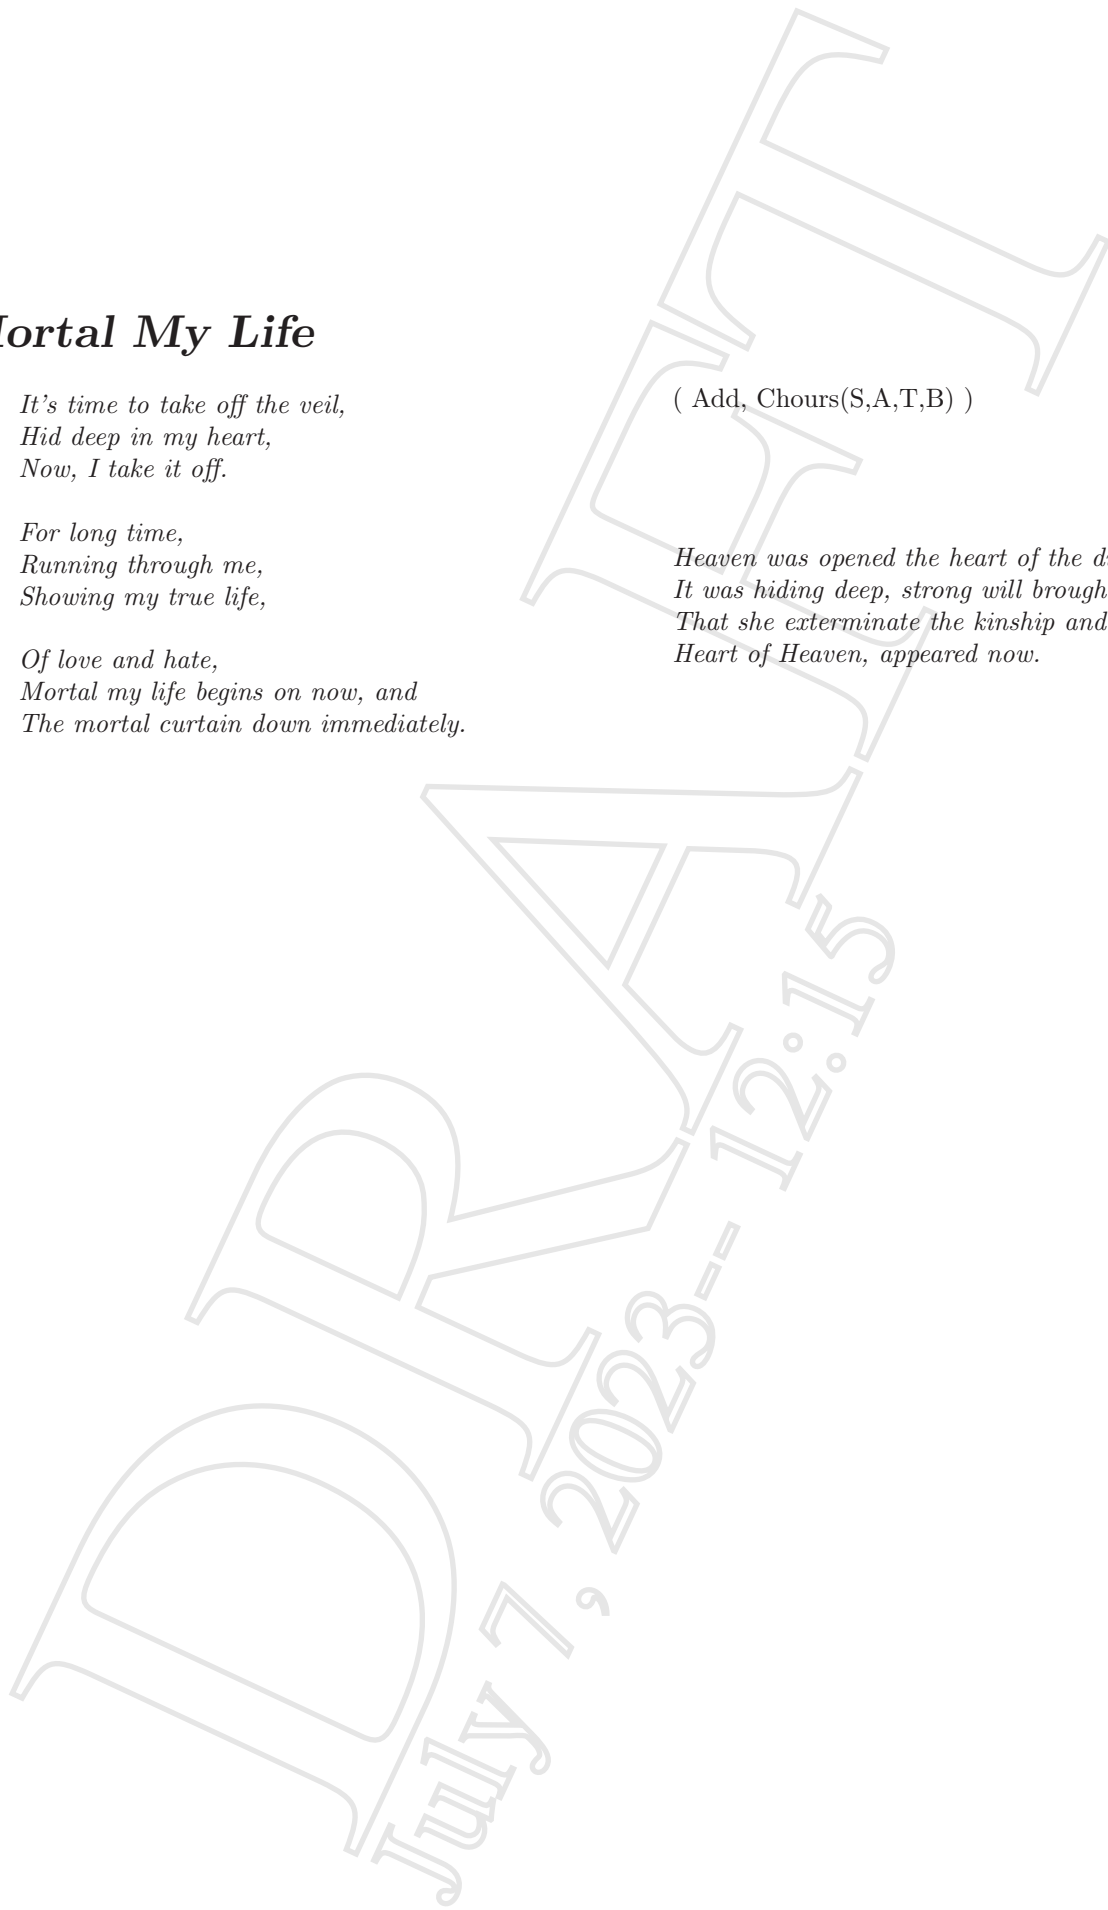 Mortal My Life
It's time to take off the veil,
Hid deep in my heart,
Now, I take it off.
For long time,
Running through me,
Showing my true life,
Of love and hate,
Mortal my life begins on now, and
The mortal curtain down immediately.
( Add, Chours(S,A,T,B) )
Heaven was opened the heart of the
It was hiding deep, strong will
That she exterminate the kinship and
Heart of Heaven, appeared now.
DRAFT
July 7, 2023-- 12:15